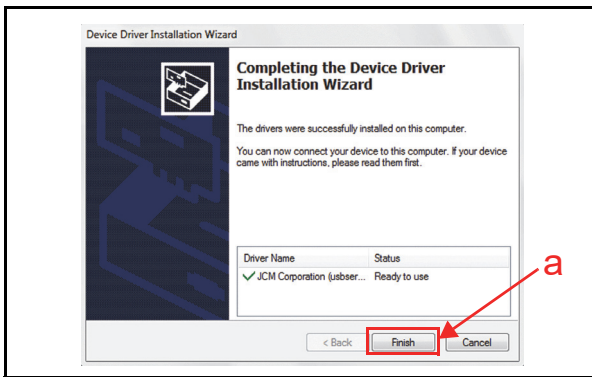 Device Driver Installation Wizard
Completing the Device Driver
Installation Wizard
The drivers were successfully installed on this computer.
You can now connect your device to this computer. If your device
came with instructions, please read them first.
Driver Name Status
JCM Corporation (usbser... Ready to use
a
< Back Finish Cancel